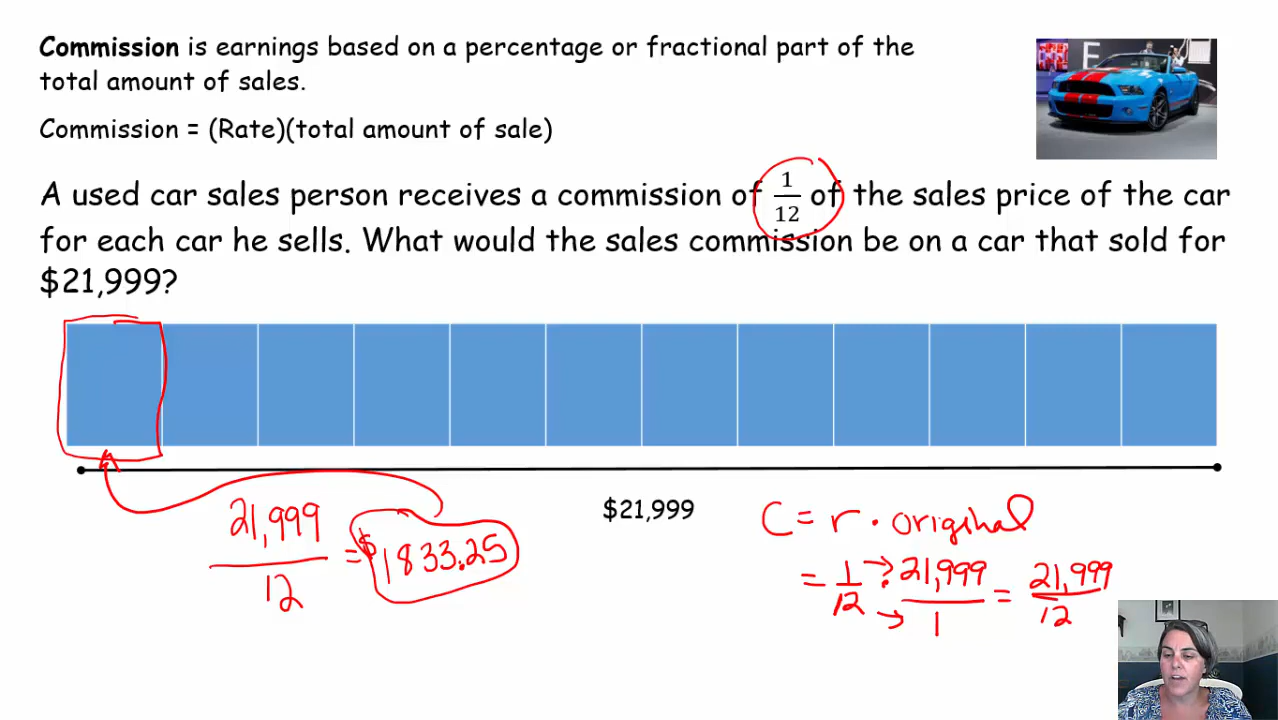 Commission is earnings based on a percentage or fractional part of the
total amount of sales.
Commission = (Rate)(total amount of sale)
E
A used car sales person receives a commission of 1/12 of the sales price of the car
for each car he sells. What would the sales commission be on a car that sold for
$21,999?
$21,999
21,999/12 = $1833.25
C = r · original
= 1/12 · 21,999/1 = 21,999/12